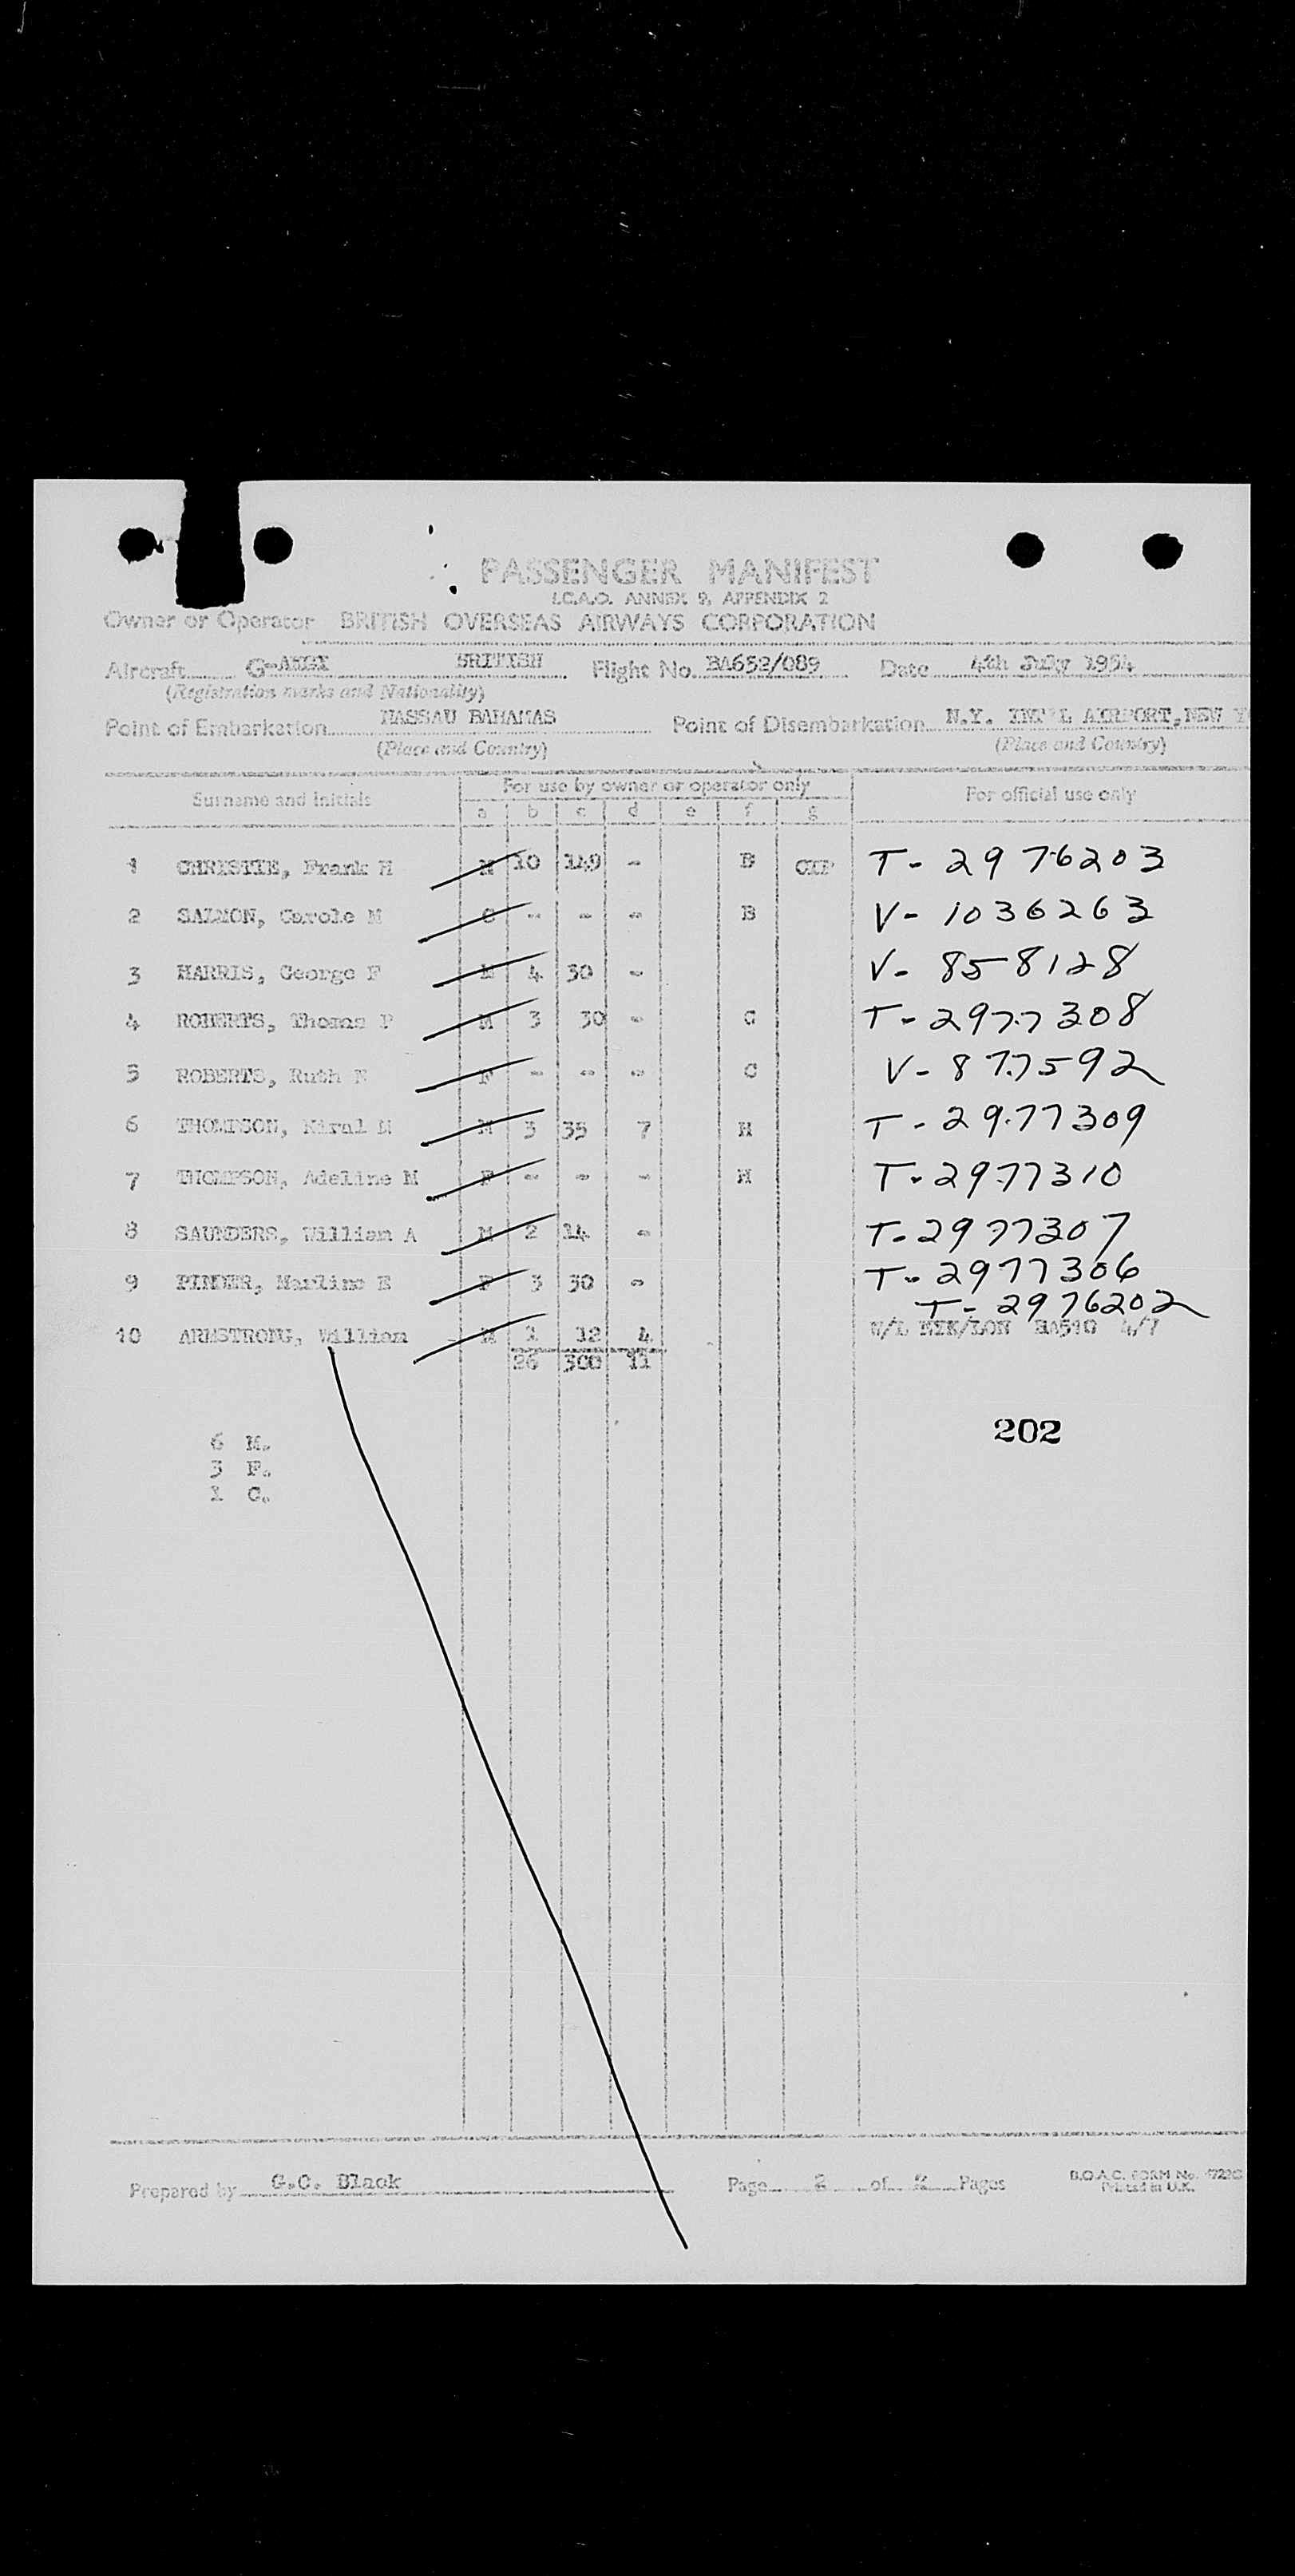 PASSENGER MANIFEST
I.C.A.O. ANNEX 9, APPENDIX 2
Owner or Operator BRITISH OVERSEAS AIRWAYS CORPORATION
Aircraft G- BRITISH Flight No. BA652/089 Date 4th July 1954
(Registration marks and Nationality)
Point of Embarkation NASSAU BAHAMAS Point of Disembarkation N.Y. INT'L AIRPORT, NEW Y
(Place and Country) (Place and Country)
Surname and initials For use by owner or operator only For official use only
a b c d e f g
1 CHRISTIE, Frank H M 10 149 - B T- 2976203
2 SALMON, Carole M C - - - B V- 1036263
3 HARRIS, George F M 4 30 - V- 858128
4 ROBERTS, Thomas P M 3 30 - C T- 2977308
5 ROBERTS, Ruth F - - - C V- 877592
6 THOMPSON, M M 3 35 7 H T- 2977309
7 THOMPSON, Adeline M F - - - H T- 2977310
8 SAUNDERS, William A M 2 14 - T- 2977307
9 PINDER, E F 3 30 - T- 2977306
T- 2976202
10 ARMSTRONG, William M 1 12 4 NYK/LON BA510 4/7
26 300 11
202
6 M.
3 F.
1 C.
Prepared by G.C. Black Page 2 of 2 Pages
B.O.A.C. FORM No.
Printed in U.K.